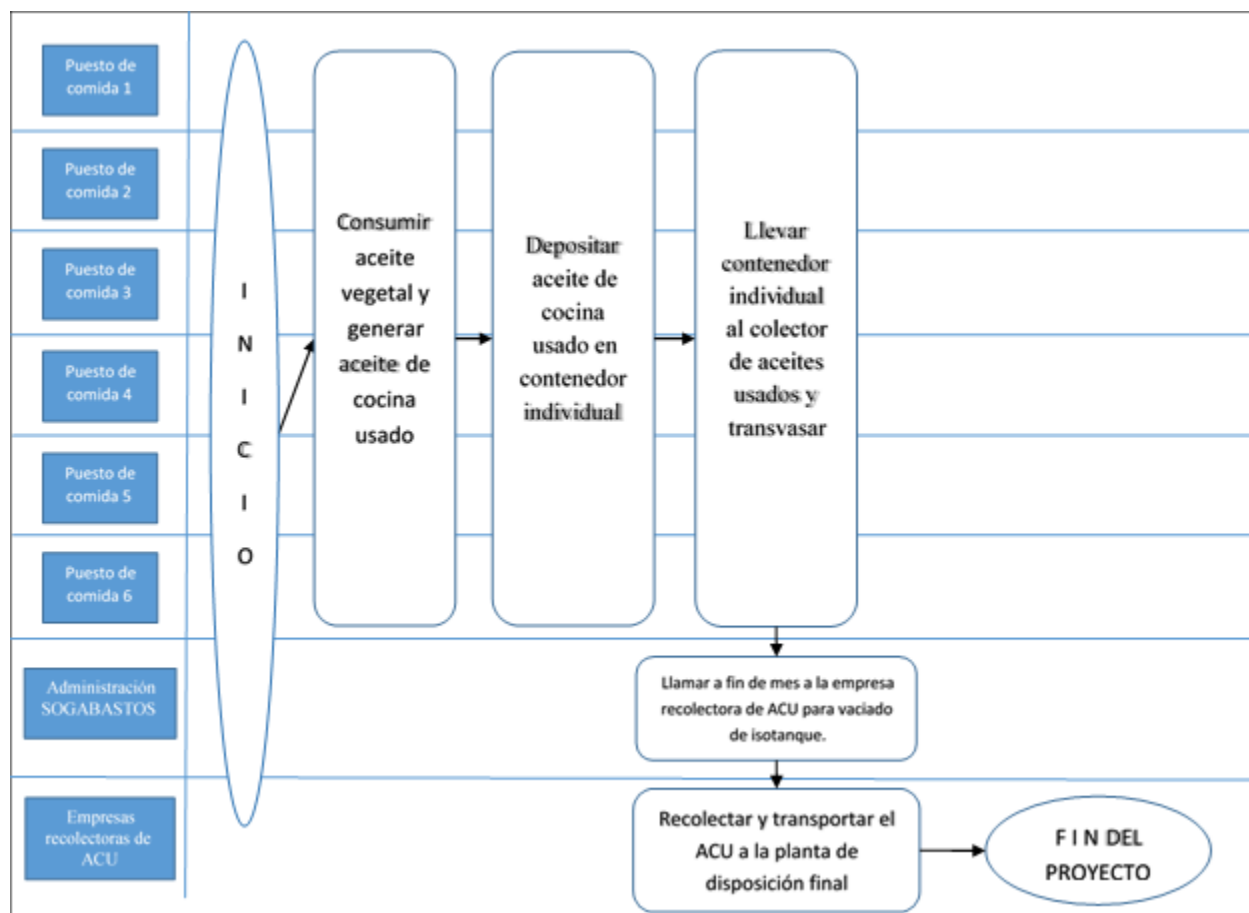 Puesto de
comida 1
Puesto de
comida 2
Puesto de
comida 3
Puesto de
comida 4
Puesto de
comida 5
Puesto de
comida 6
Administración
SOGABASTOS
Empresas
recolectoras de
ACU
I
N
I
C
I
O
Consumir
aceite
vegetal y
generar
aceite de
cocina
usado
Depositar
aceite de
cocina
usado en
contenedor
individual
Llevar
contenedor
individual
al colector
de aceites
usados y
transvasar
Llamar a fin de mes a la empresa
recolectora de ACU para vaciado
de isotanque.
Recolectar y transportar el
ACU a la planta de
disposición final
F I N DEL
PROYECTO